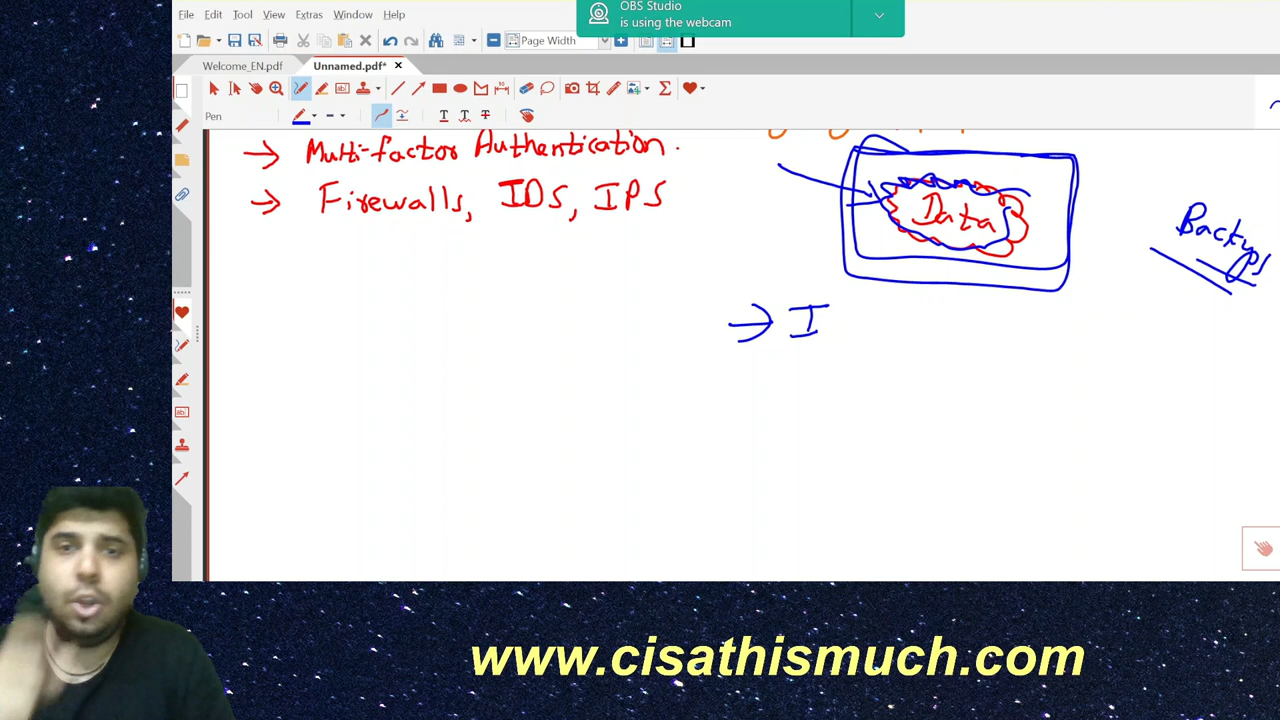 OBS Studio
is using the webcam
File Edit Tool View Extras Window Help
Page Width
Welcome_EN.pdf Unnamed.pdf* ×
Pen
→ Multi-factor Authentication.
→ Firewalls, IDS, IPS
Data
Backups
→ I
www.cisathismuch.com